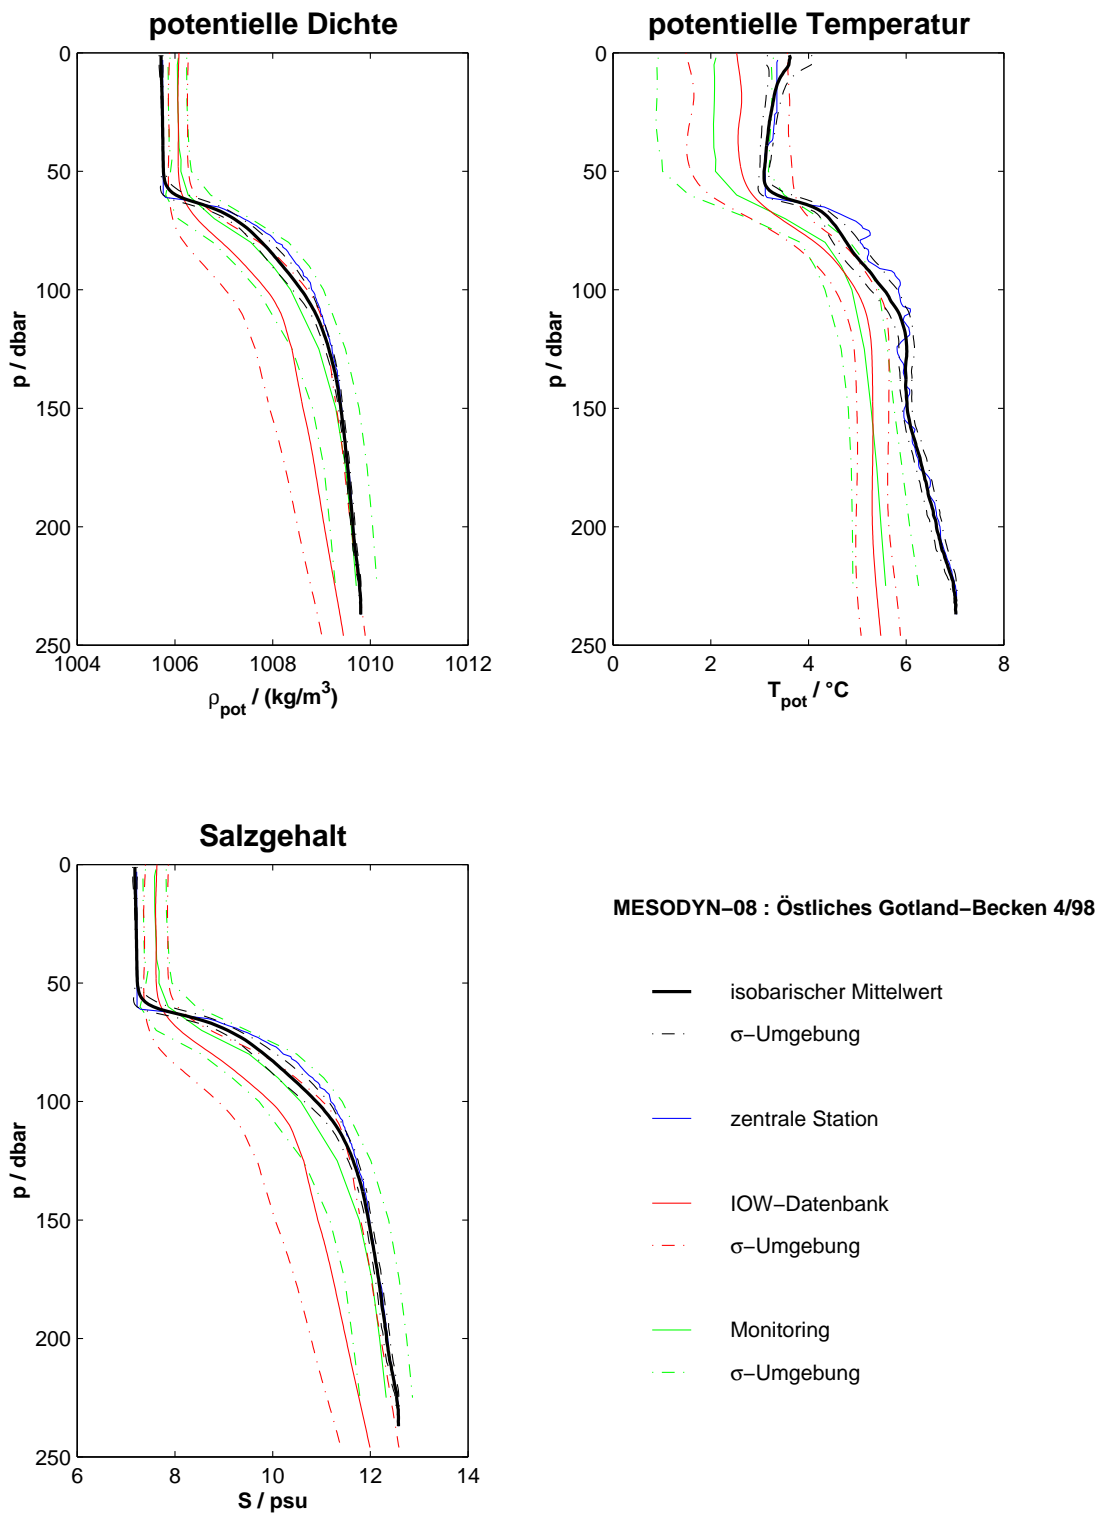 potentielle Dichte
0
50
100
150
200
250
p / dbar
1004 1006 1008 1010 1012
ρpot / (kg/m³)
potentielle Temperatur
0
50
100
150
200
250
p / dbar
0 2 4 6 8
Tpot / °C
Salzgehalt
0
50
100
150
200
250
p / dbar
6 8 10 12 14
S / psu
MESODYN−08 : Östliches Gotland−Becken 4/98
isobarischer Mittelwert
σ−Umgebung
zentrale Station
IOW−Datenbank
σ−Umgebung
Monitoring
σ−Umgebung